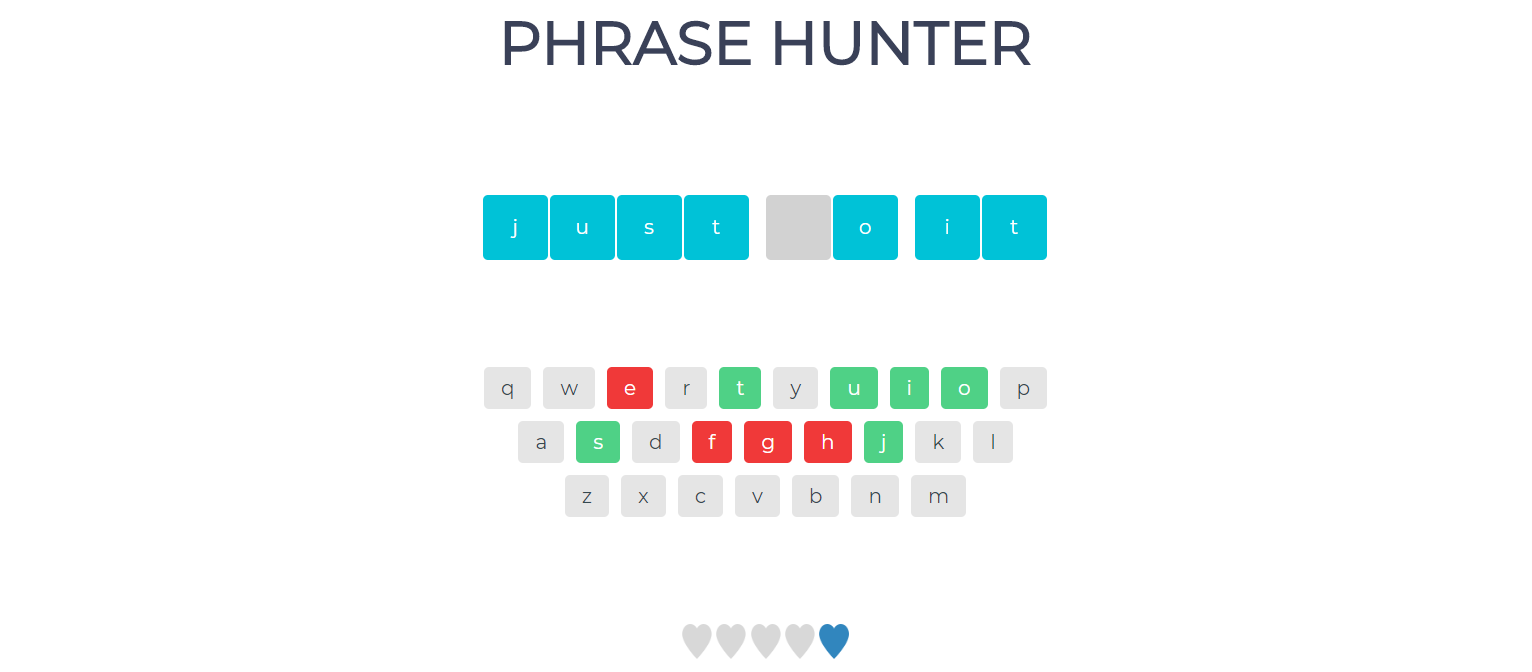 PHRASE HUNTER
j u s t o i t
q w e r t y u i o p
a s d f g h j k l
z x c v b n m